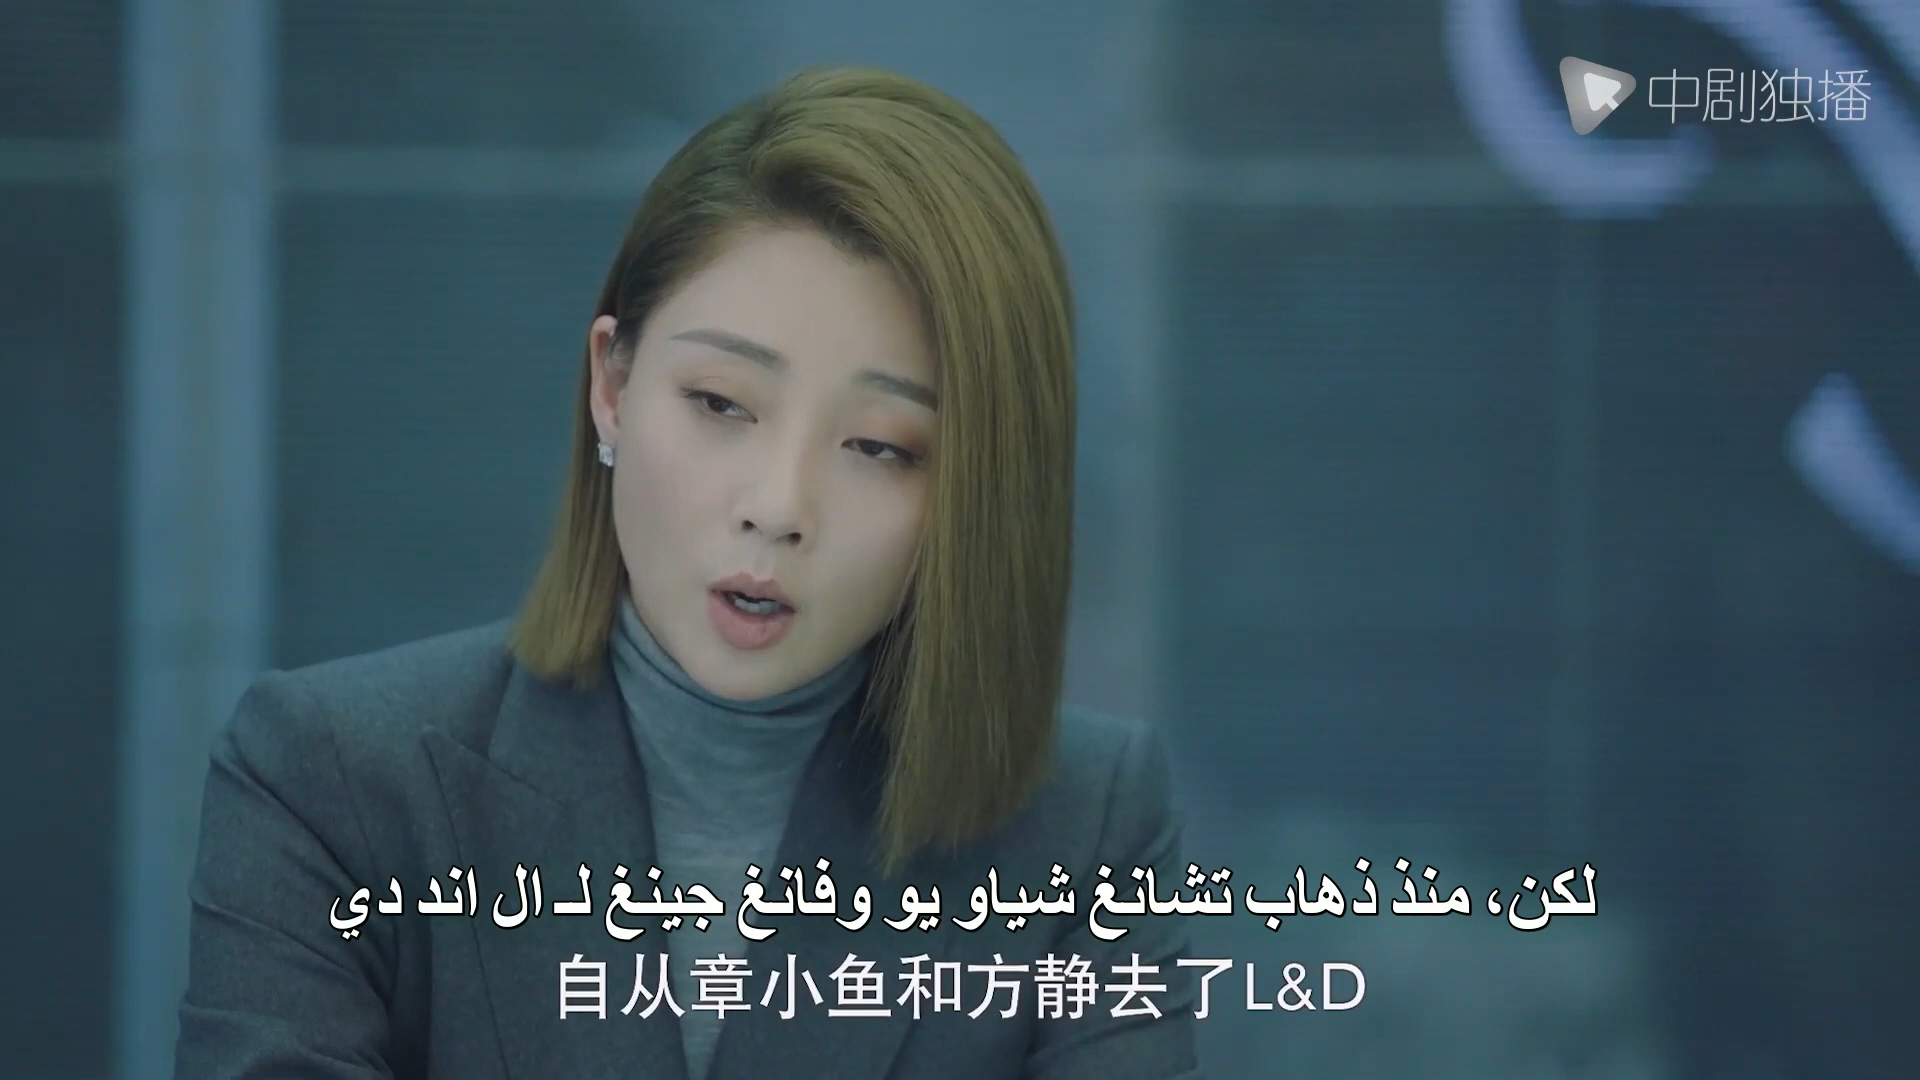 中剧独播
لكن، منذ ذهاب تشانغ شياو يو وفانغ جينغ لـ ال اند دي
自从章小鱼和方静去了L&D